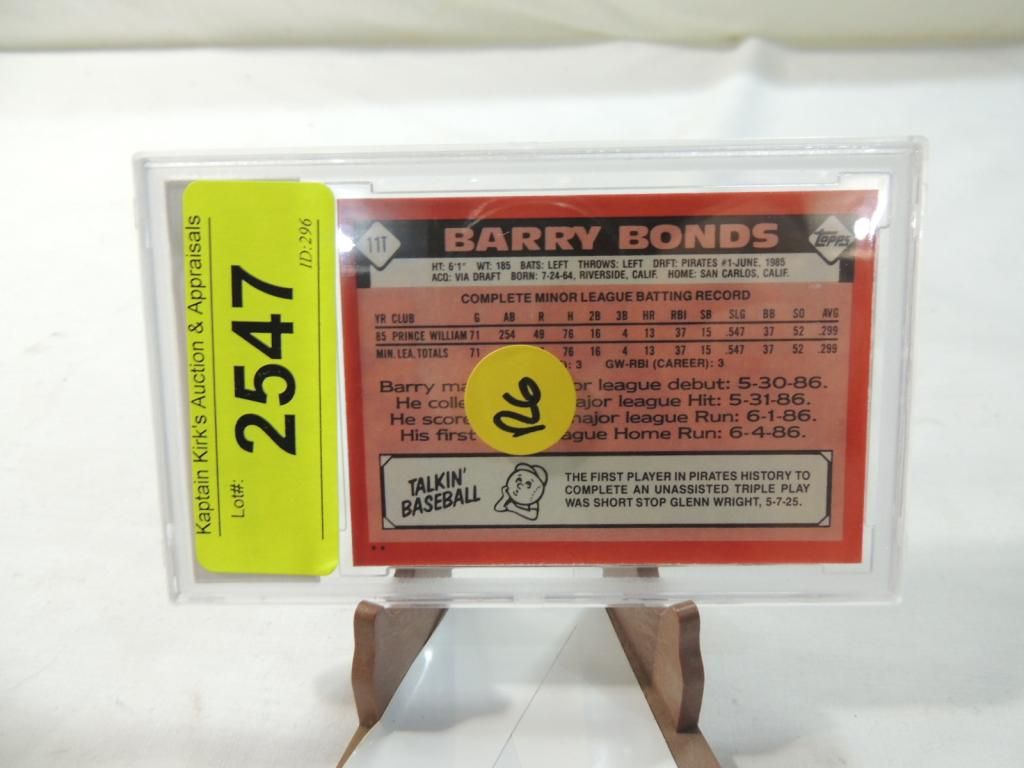 Kaptain Kirk's Auction & Appraisals
Lot#:
2547
ID:296
11T
BARRY BONDS
topps
HT: 6'1" WT: 185 BATS: LEFT THROWS: LEFT DRFT: PIRATES #1-JUNE, 1985
ACQ: VIA DRAFT BORN: 7-24-64, RIVERSIDE, CALIF. HOME: SAN CARLOS, CALIF.
COMPLETE MINOR LEAGUE BATTING RECORD
YR CLUB G AB R H 2B 3B HR RBI SB SLG BB SO AVG
85 PRINCE WILLIAM 71 254 49 76 16 4 13 37 15 .547 37 52 .299
MIN. LEA. TOTALS 71 76 16 4 13 37 15 .547 37 52 .299
: 3 GW-RBI (CAREER): 3
Barry ma or league debut: 5-30-86.
He colle ajor league Hit: 5-31-86.
He score major league Run: 6-1-86.
His first ague Home Run: 6-4-86.
126
TALKIN'
BASEBALL
THE FIRST PLAYER IN PIRATES HISTORY TO
COMPLETE AN UNASSISTED TRIPLE PLAY
WAS SHORT STOP GLENN WRIGHT, 5-7-25.
**